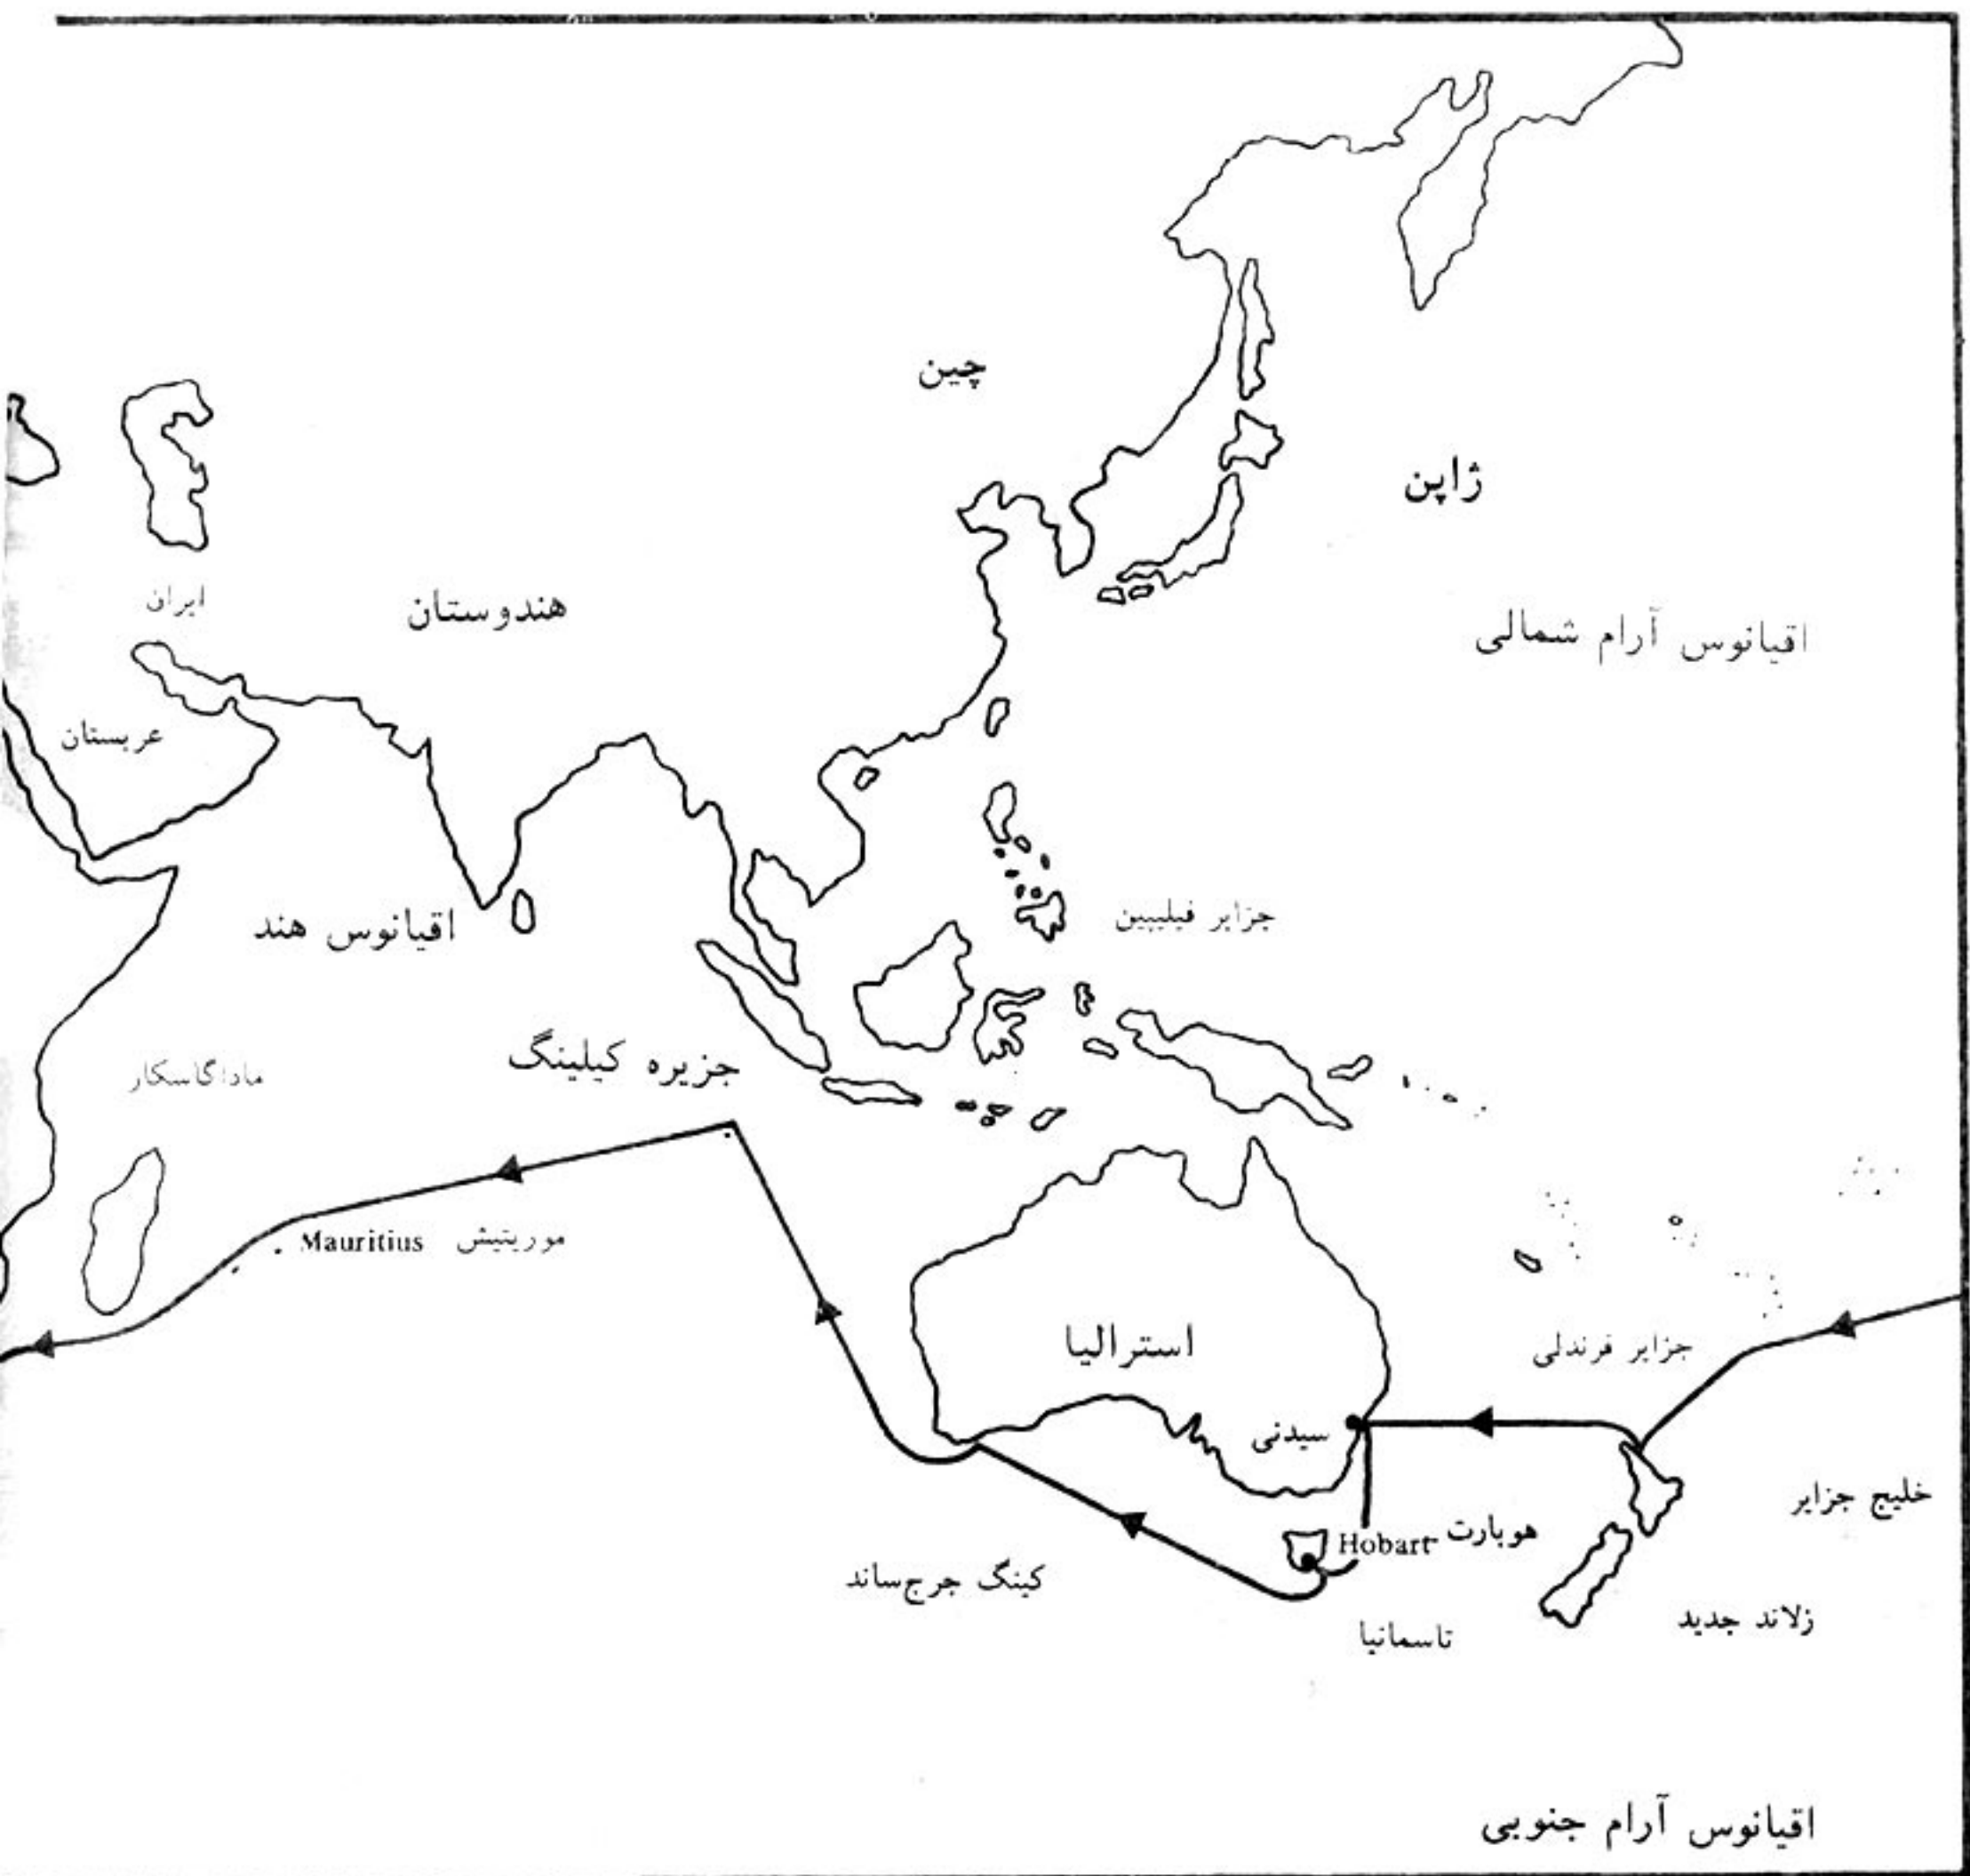 چین
ژاپن
ایران
هندوستان
اقیانوس آرام شمالی
عربستان
اقیانوس هند
جزایر فیلیپین
جزیره کیلینگ
ماداگاسکار
Mauritius موریتیش
استرالیا
جزایر فرندلی
سیدنی
خلیج جزایر
Hobart هوبارت
کینگ جرج‌ساند
زلاند جدید
تاسمانیا
اقیانوس آرام جنوبی